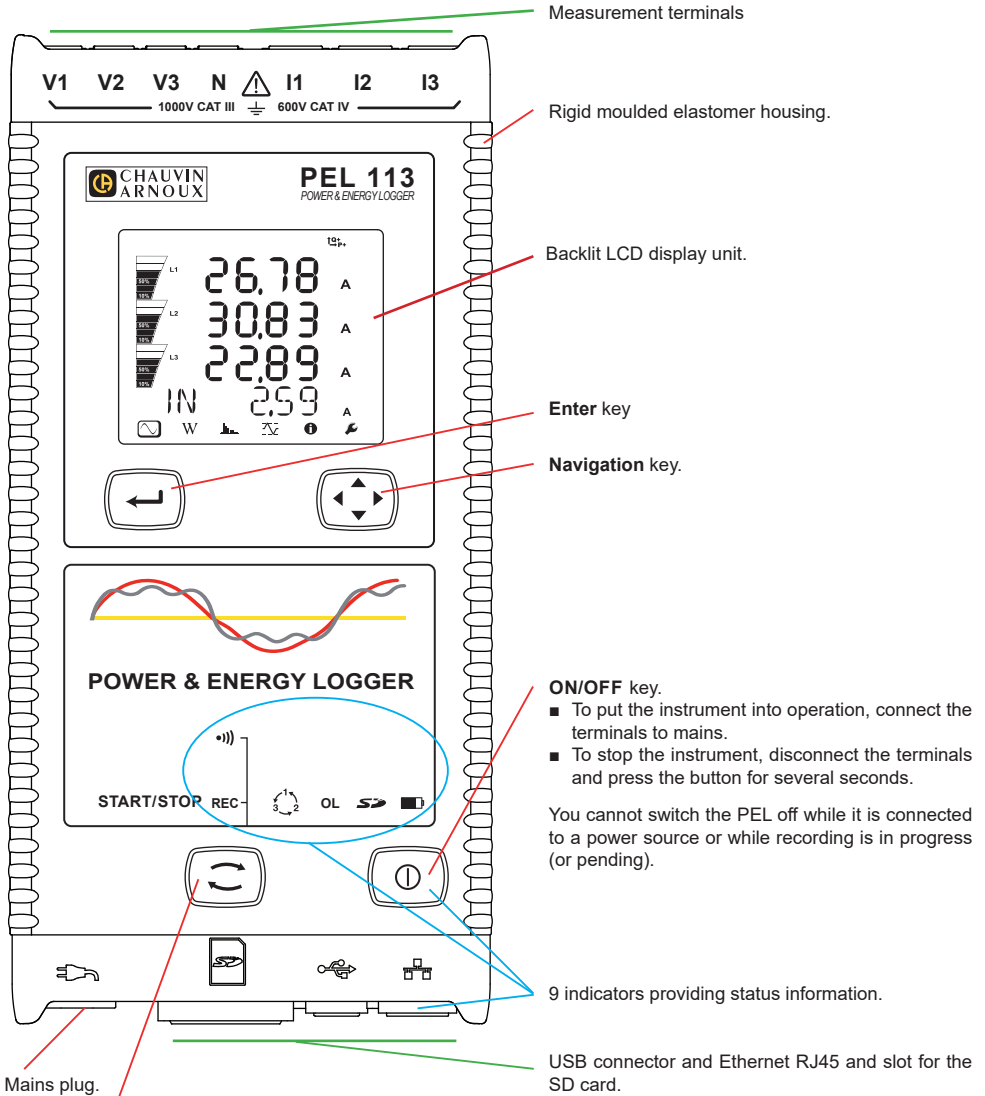 Measurement terminals
V1 V2 V3 N I1 I2 I3
1000V CAT III 600V CAT IV
Rigid moulded elastomer housing.
CHAUVIN
ARNOUX
PEL 113
POWER & ENERGY LOGGER
Backlit LCD display unit.
L1 26.78 A
50%
10%
L2 30.83 A
50%
10%
L3 22.89 A
50%
10%
IN 2.59 A
W
Enter key
Navigation key.
POWER & ENERGY LOGGER
START/STOP REC
1
3 2
OL
SD
ON/OFF key.
■ To put the instrument into operation, connect the
terminals to mains.
■ To stop the instrument, disconnect the terminals
and press the button for several seconds.
You cannot switch the PEL off while it is connected
to a power source or while recording is in progress
(or pending).
SD
9 indicators providing status information.
USB connector and Ethernet RJ45 and slot for the
SD card.
Mains plug.